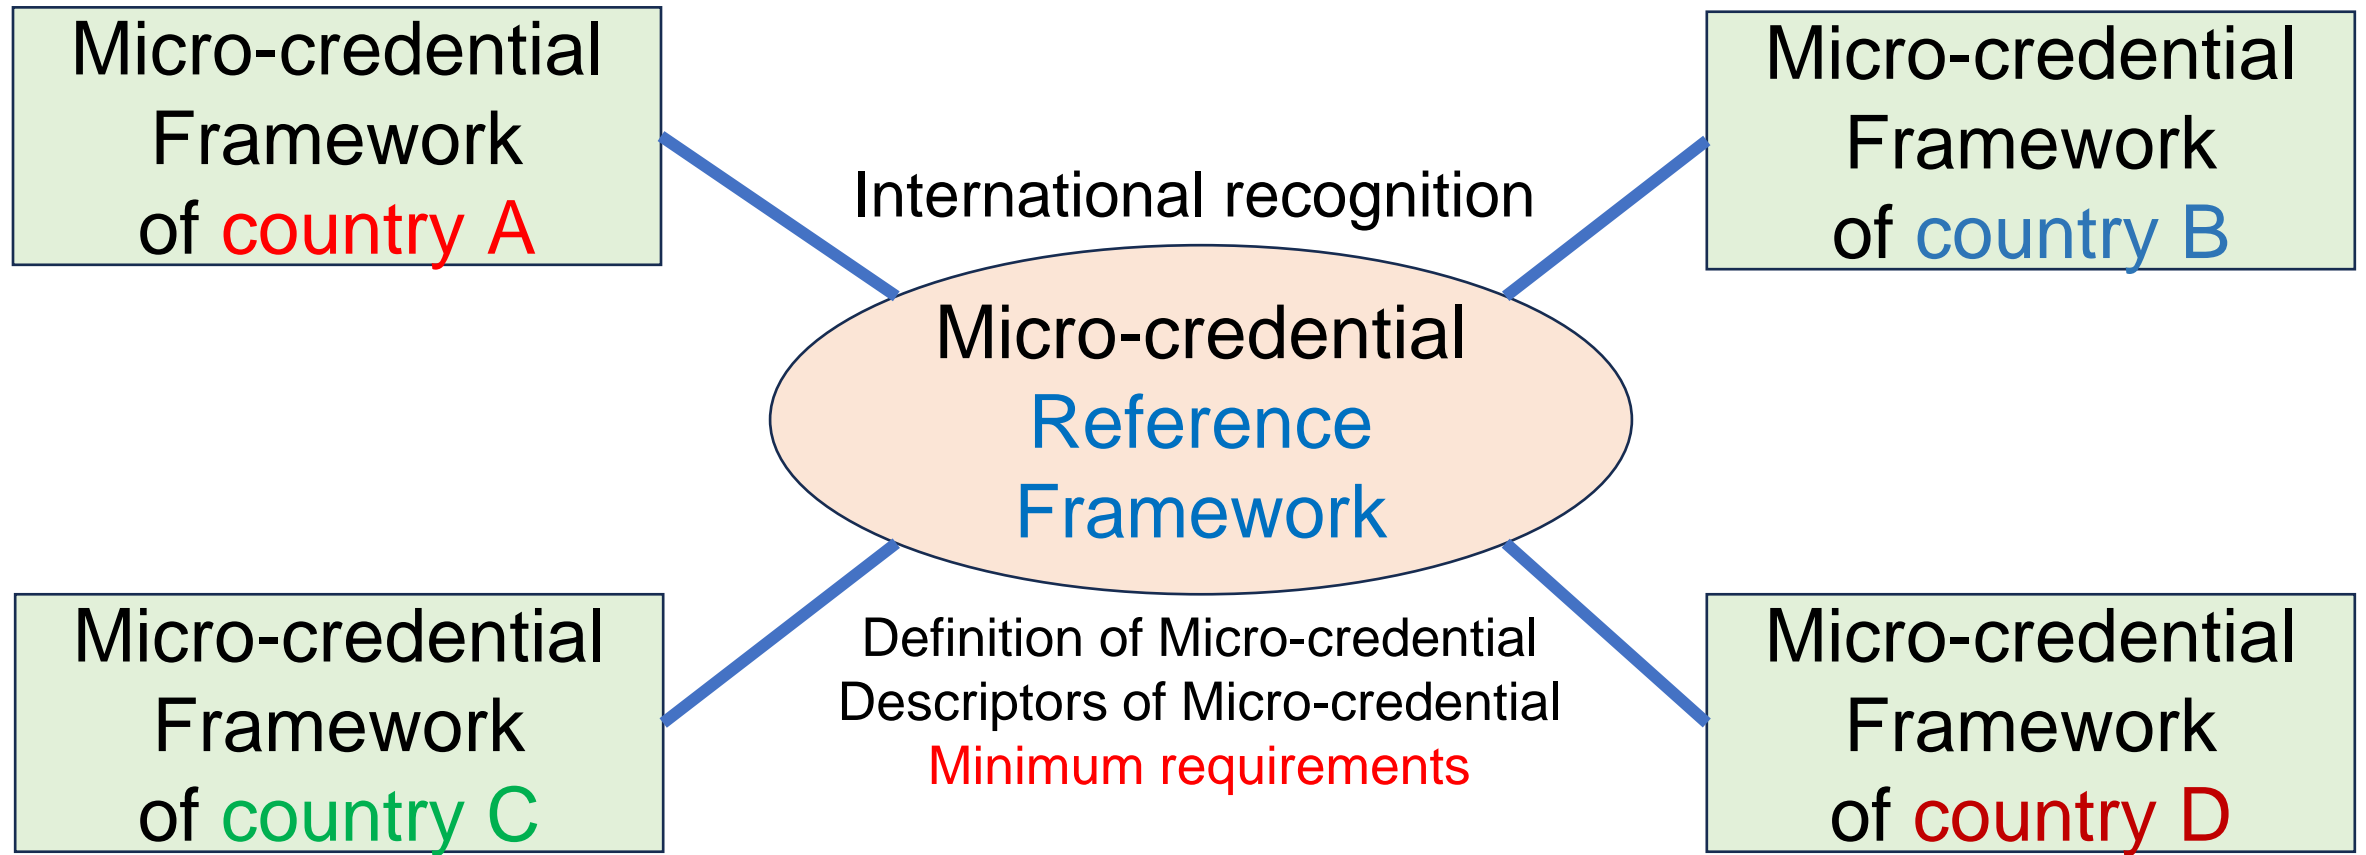 Micro-credential
Framework
of country A
Micro-credential
Framework
of country B
International recognition
Micro-credential
Reference
Framework
Micro-credential
Framework
of country C
Definition of Micro-credential
Descriptors of Micro-credential
Minimum requirements
Micro-credential
Framework
of country D